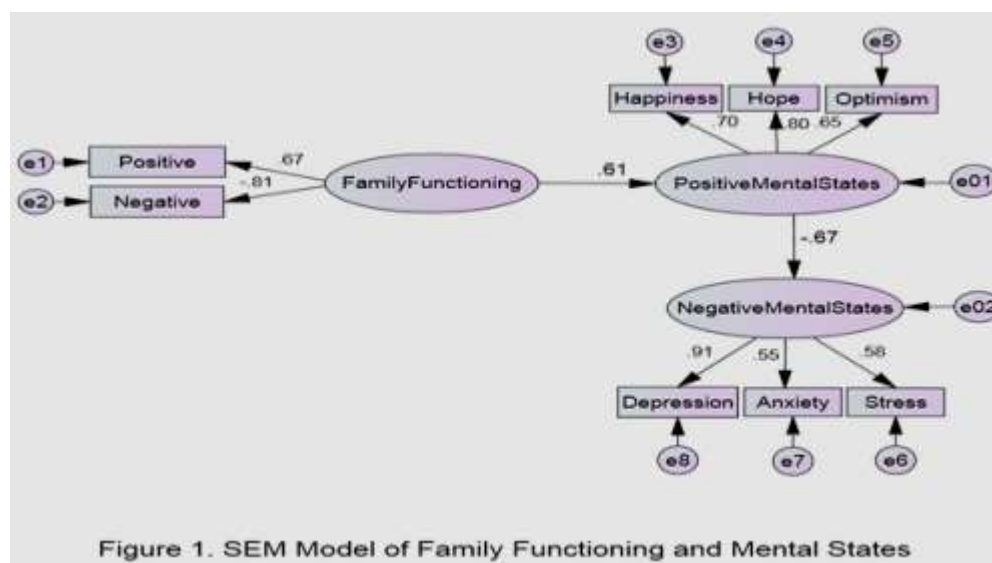 e3
e4
e5
Happiness
Hope
Optimism
.70
.80
.65
e1
Positive
.67
e2
Negative
-.81
FamilyFunctioning
.61
PositiveMentalStates
e01
-.67
NegativeMentalStates
e02
.91
.55
.58
Depression
Anxiety
Stress
e8
e7
e6
Figure 1. SEM Model of Family Functioning and Mental States